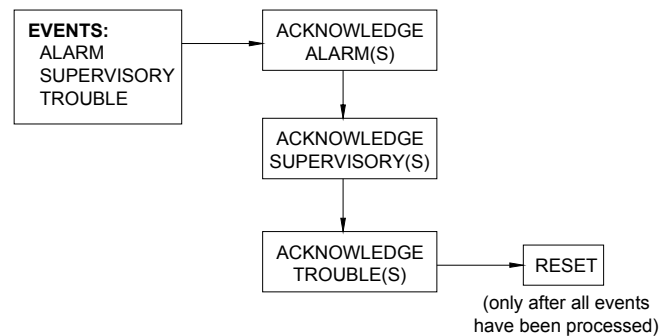 EVENTS:
ALARM
SUPERVISORY
TROUBLE
ACKNOWLEDGE
ALARM(S)
ACKNOWLEDGE
SUPERVISORY(S)
ACKNOWLEDGE
TROUBLE(S)
RESET
(only after all events
have been processed)